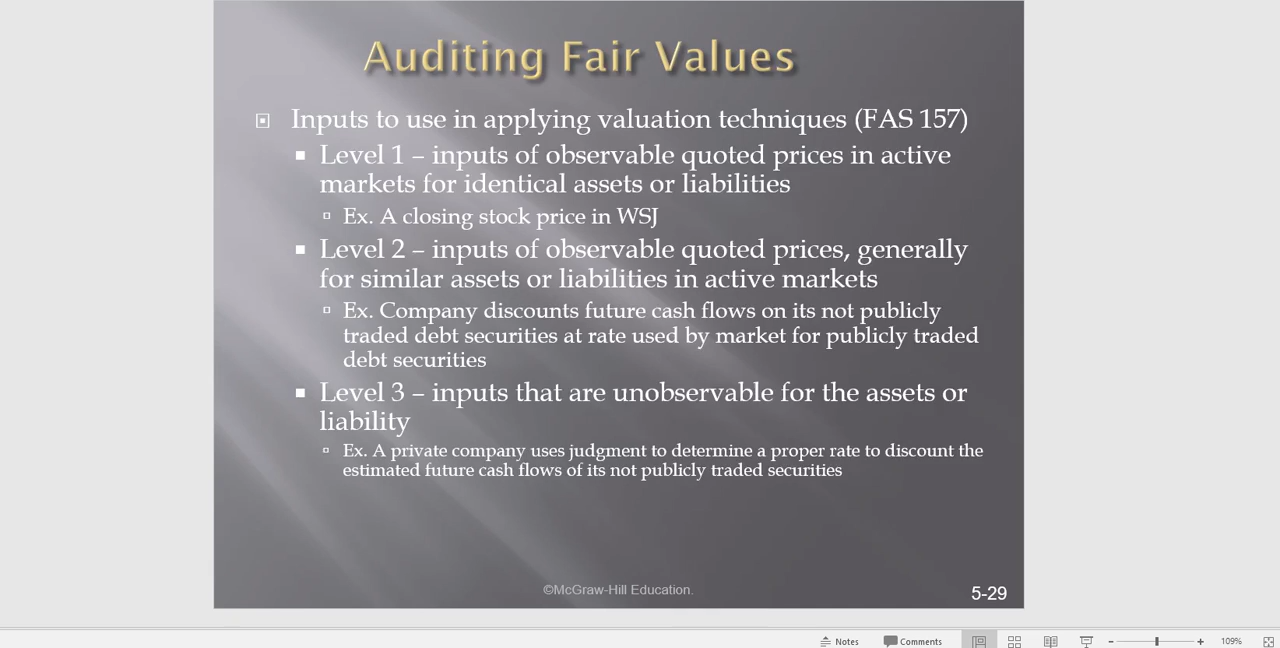 Auditing Fair Values
Inputs to use in applying valuation techniques (FAS 157)
Level 1 – inputs of observable quoted prices in active
markets for identical assets or liabilities
Ex. A closing stock price in WSJ
Level 2 – inputs of observable quoted prices, generally
for similar assets or liabilities in active markets
Ex. Company discounts future cash flows on its not publicly
traded debt securities at rate used by market for publicly traded
debt securities
Level 3 – inputs that are unobservable for the assets or
liability
Ex. A private company uses judgment to determine a proper rate to discount the
estimated future cash flows of its not publicly traded securities
©McGraw-Hill Education.
5-29
Notes
Comments
109%